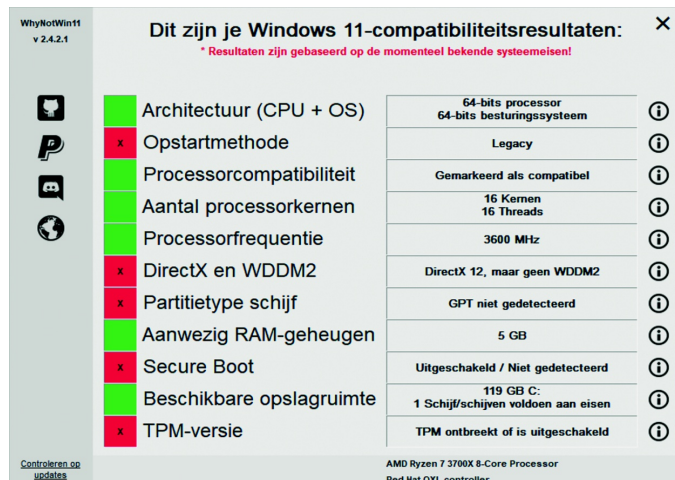 WhyNotWin11
v 2.4.2.1
Dit zijn je Windows 11-compatibiliteitsresultaten:
* Resultaten zijn gebaseerd op de momenteel bekende systeemeisen!
Architectuur (CPU + OS)
64-bits processor
64-bits besturingssysteem
X Opstartmethode
Legacy
Processorcompatibiliteit
Gemarkeerd als compatibel
Aantal processorkernen
16 Kernen
16 Threads
Processorfrequentie
3600 MHz
X DirectX en WDDM2
DirectX 12, maar geen WDDM2
X Partitietype schijf
GPT niet gedetecteerd
Aanwezig RAM-geheugen
5 GB
X Secure Boot
Uitgeschakeld / Niet gedetecteerd
Beschikbare opslagruimte
119 GB C:
1 Schijf/schijven voldoen aan eisen
X TPM-versie
TPM ontbreekt of is uitgeschakeld
Controleren op
updates
AMD Ryzen 7 3700X 8-Core Processor
Red Hat QXL controller